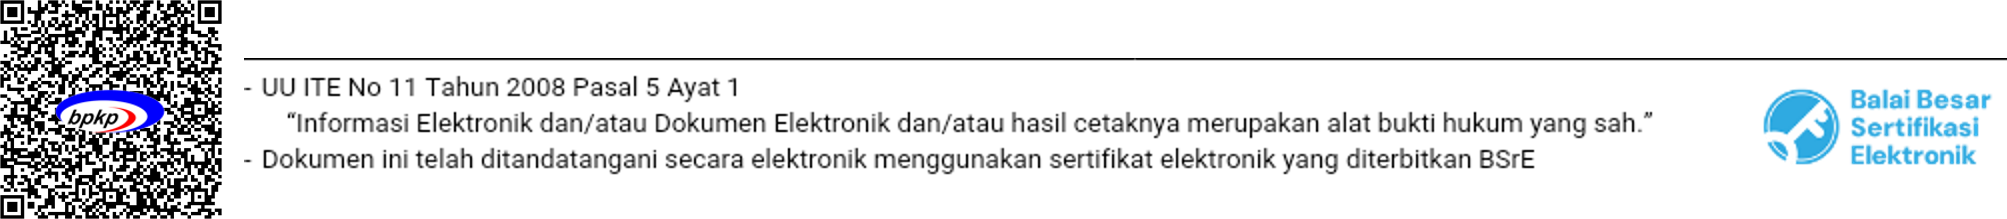 bpkp
- UU ITE No 11 Tahun 2008 Pasal 5 Ayat 1
“Informasi Elektronik dan/atau Dokumen Elektronik dan/atau hasil cetaknya merupakan alat bukti hukum yang sah.”
- Dokumen ini telah ditandatangani secara elektronik menggunakan sertifikat elektronik yang diterbitkan BSrE
Balai Besar
Sertifikasi
Elektronik